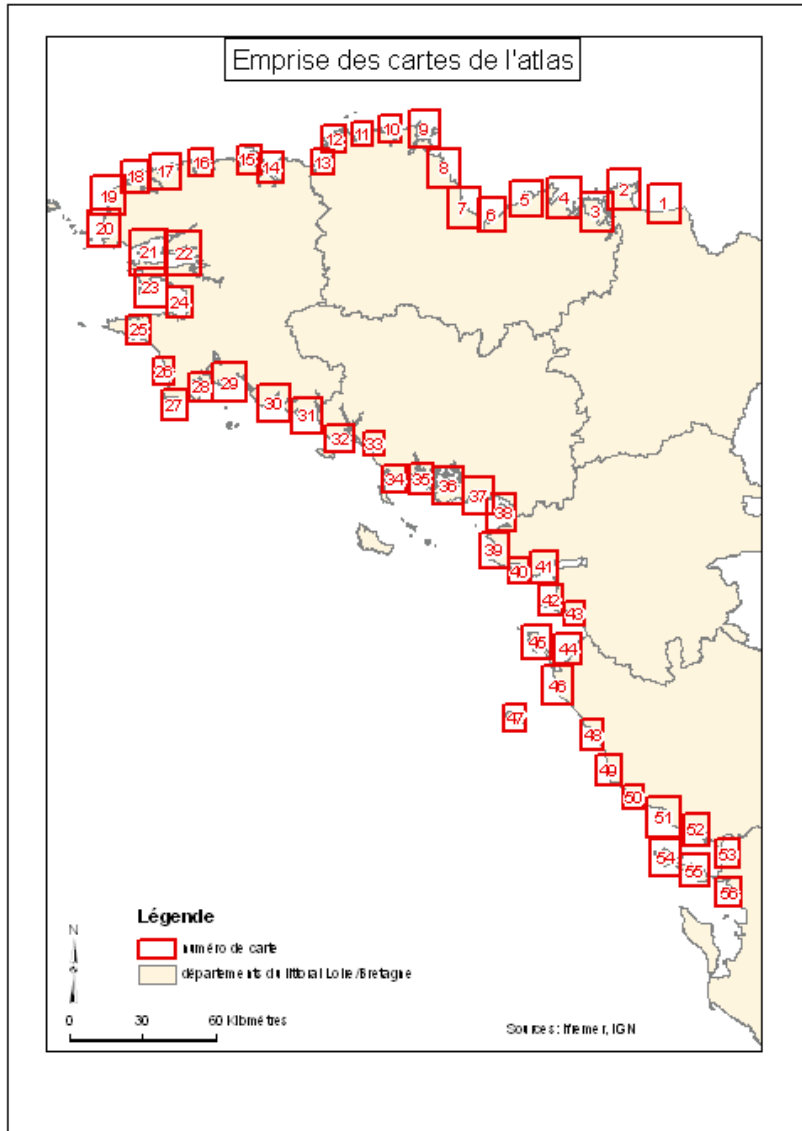 Emprise des cartes de l'atlas
12 11 10 9
13
15 14
16
17
18
19
20
8
7 6 5 4 3 2 1
21 22
23 24
25
26
27 28 29
30 31
32 33
34 35 36 37
38
39
40 41
42 43
45 44
46
47
48
49
50
51 52
53
54 55
56
Légende
numéro de carte
départements du littoral Loire/Bretagne
N
0 30 60 Kilomètres
Sources : Ifremer, IGN